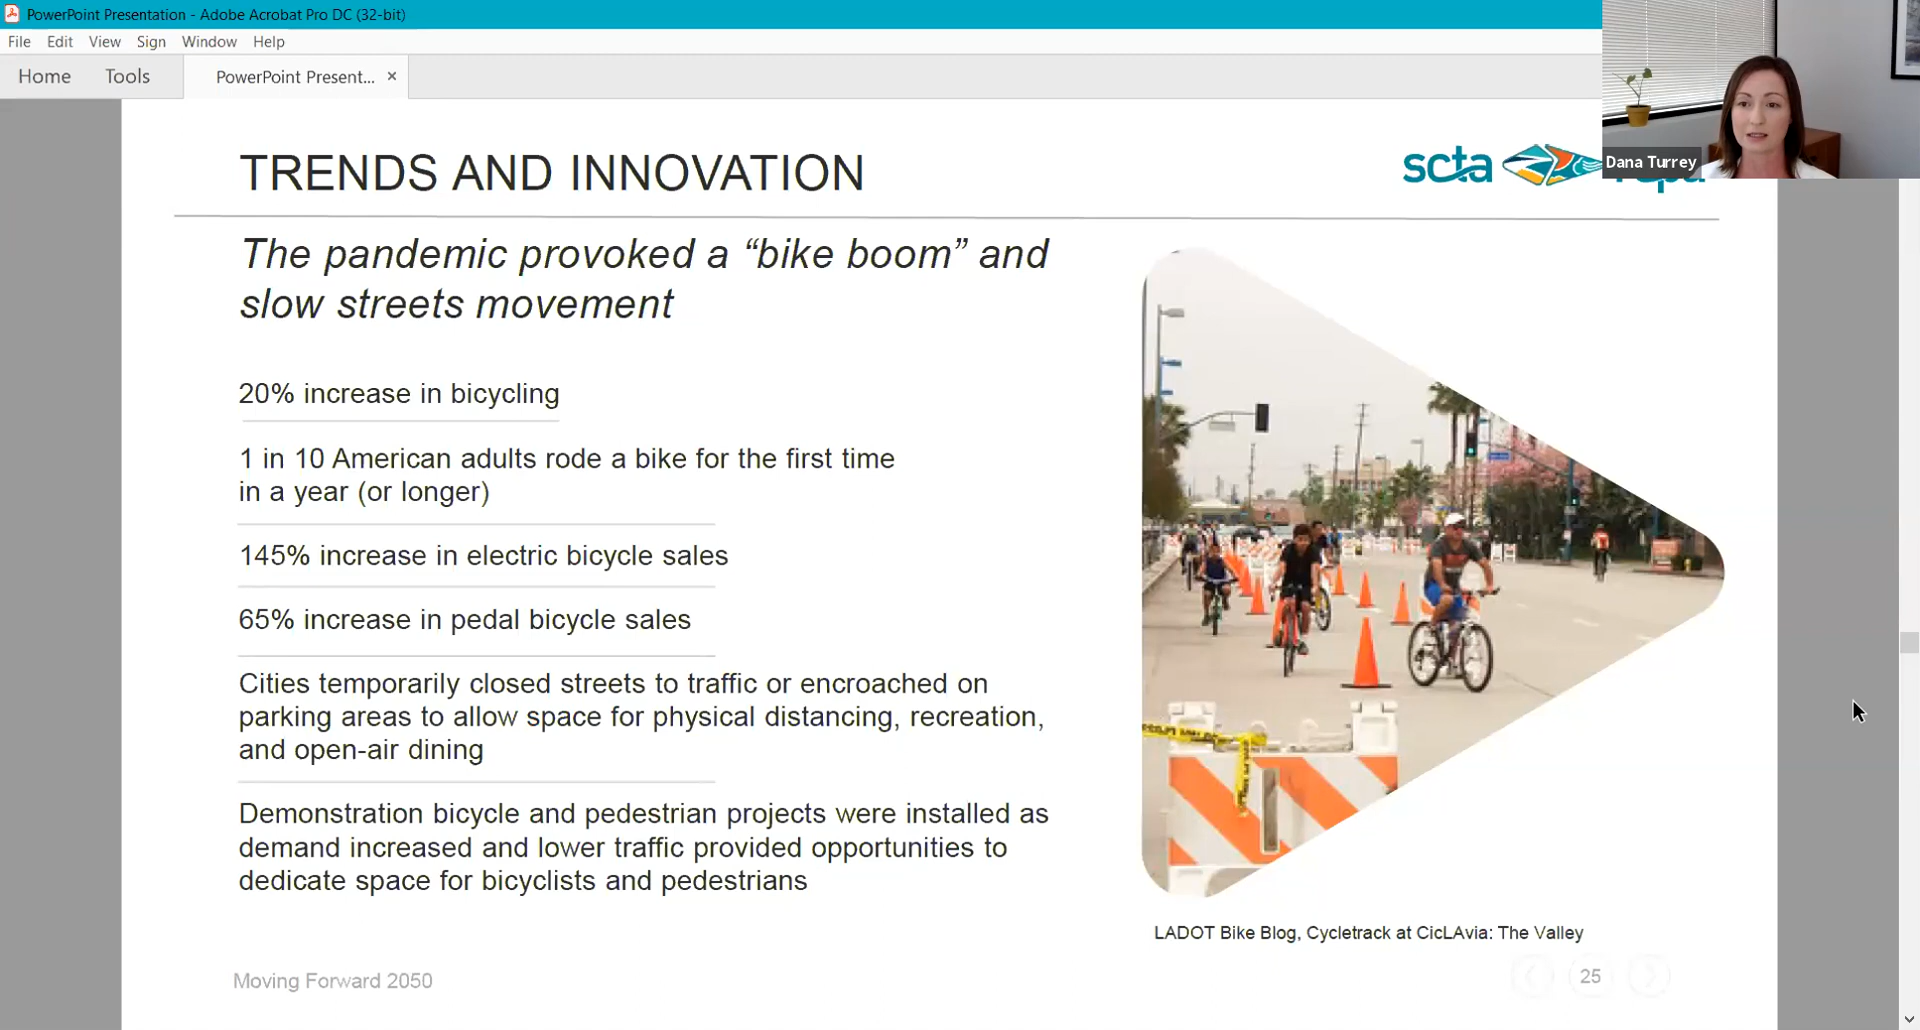 PowerPoint Presentation - Adobe Acrobat Pro DC (32-bit)
File Edit View Sign Window Help
Home Tools PowerPoint Present... ×
Dana Turrey
TRENDS AND INNOVATION
scta
The pandemic provoked a “bike boom” and
slow streets movement
20% increase in bicycling
1 in 10 American adults rode a bike for the first time
in a year (or longer)
145% increase in electric bicycle sales
65% increase in pedal bicycle sales
Cities temporarily closed streets to traffic or encroached on
parking areas to allow space for physical distancing, recreation,
and open-air dining
Demonstration bicycle and pedestrian projects were installed as
demand increased and lower traffic provided opportunities to
dedicate space for bicyclists and pedestrians
LADOT Bike Blog, Cycletrack at CicLAvia: The Valley
Moving Forward 2050
25